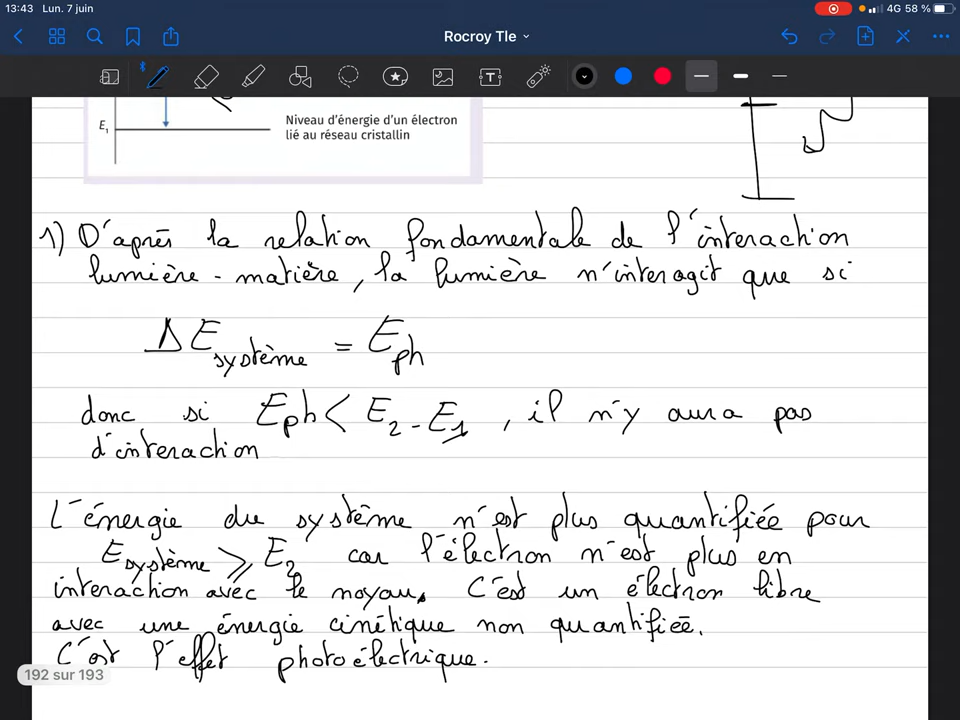 13:43 Lun. 7 juin
4G 58 %
Rocroy Tle
E1
Niveau d'énergie d'un électron
lié au réseau cristallin
1) D'après la relation fondamentale de l'interaction
lumière - matière, la lumière n'interagit que si
ΔE système = Eph
donc si Eph < E2 - E1, il n'y aura pas
d'interaction
L'énergie du système n'est plus quantifiée pour
E système ⩾ E2 car l'électron n'est plus en
interaction avec le noyau. C'est un électron libre
avec une énergie cinétique non quantifiée.
C'est l'effet photoélectrique.
192 sur 193